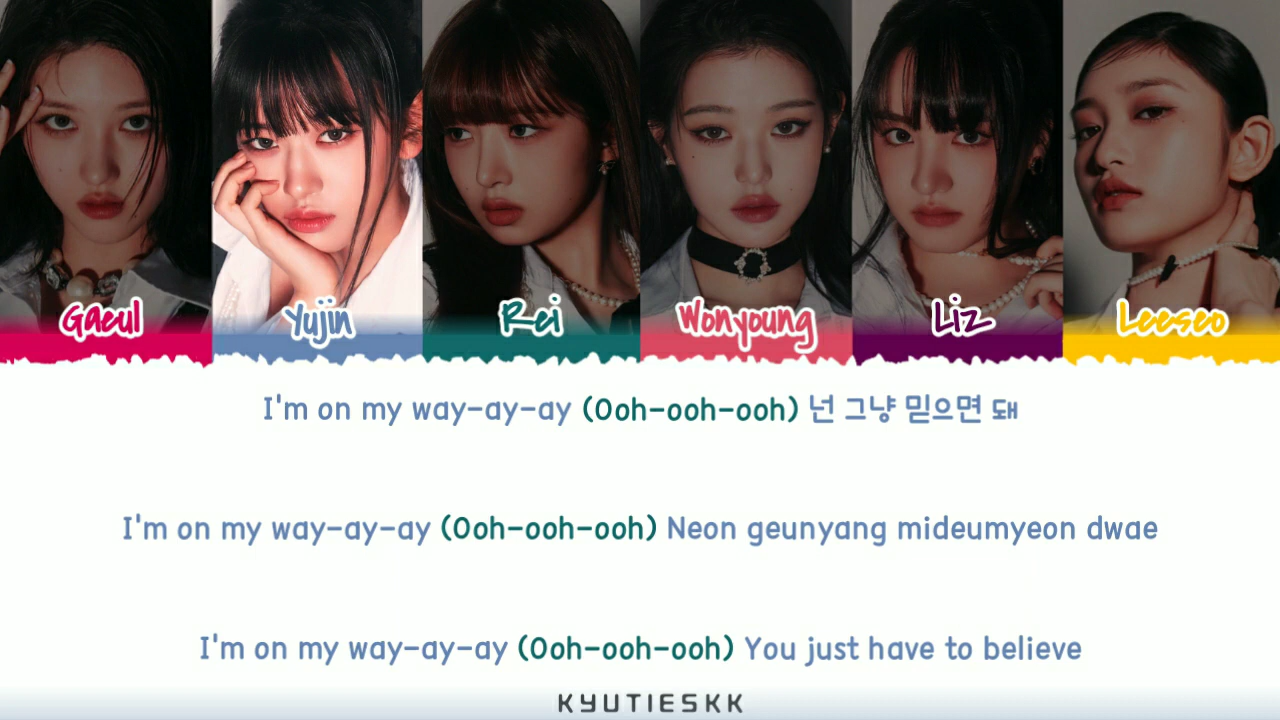 Gaeul Yujin Rei Wonyoung Liz Leeseo
I'm on my way-ay-ay (Ooh-ooh-ooh) 넌 그냥 믿으면 돼
I'm on my way-ay-ay (Ooh-ooh-ooh) Neon geunyang mideumyeon dwae
I'm on my way-ay-ay (Ooh-ooh-ooh) You just have to believe
KYUTIESKK